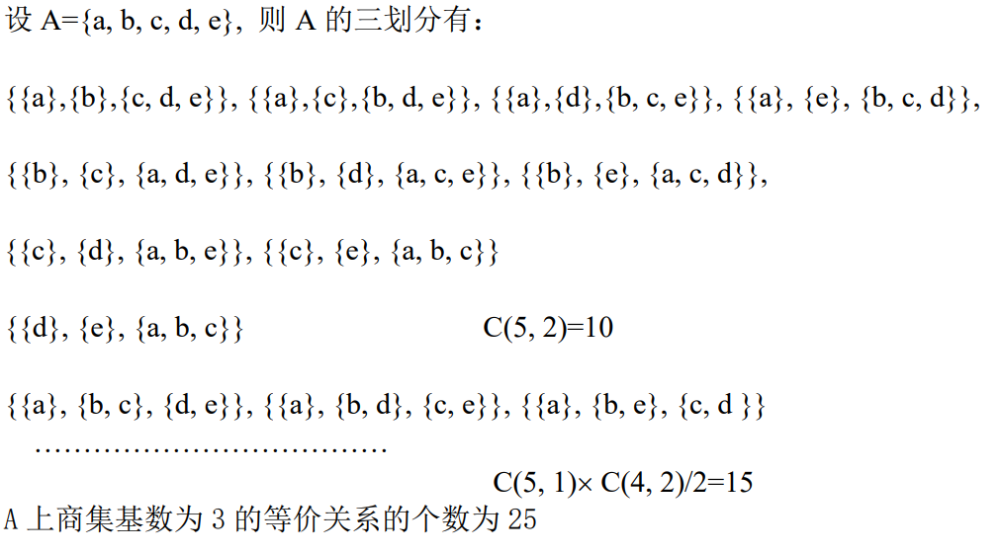 设 A={a, b, c, d, e}, 则 A 的三划分有：
{{a},{b},{c, d, e}}, {{a},{c},{b, d, e}}, {{a},{d},{b, c, e}}, {{a}, {e}, {b, c, d}},
{{b}, {c}, {a, d, e}}, {{b}, {d}, {a, c, e}}, {{b}, {e}, {a, c, d}},
{{c}, {d}, {a, b, e}}, {{c}, {e}, {a, b, c}}
{{d}, {e}, {a, b, c}} C(5, 2)=10
{{a}, {b, c}, {d, e}}, {{a}, {b, d}, {c, e}}, {{a}, {b, e}, {c, d }}
………………………………
C(5, 1)× C(4, 2)/2=15
A 上商集基数为 3 的等价关系的个数为 25